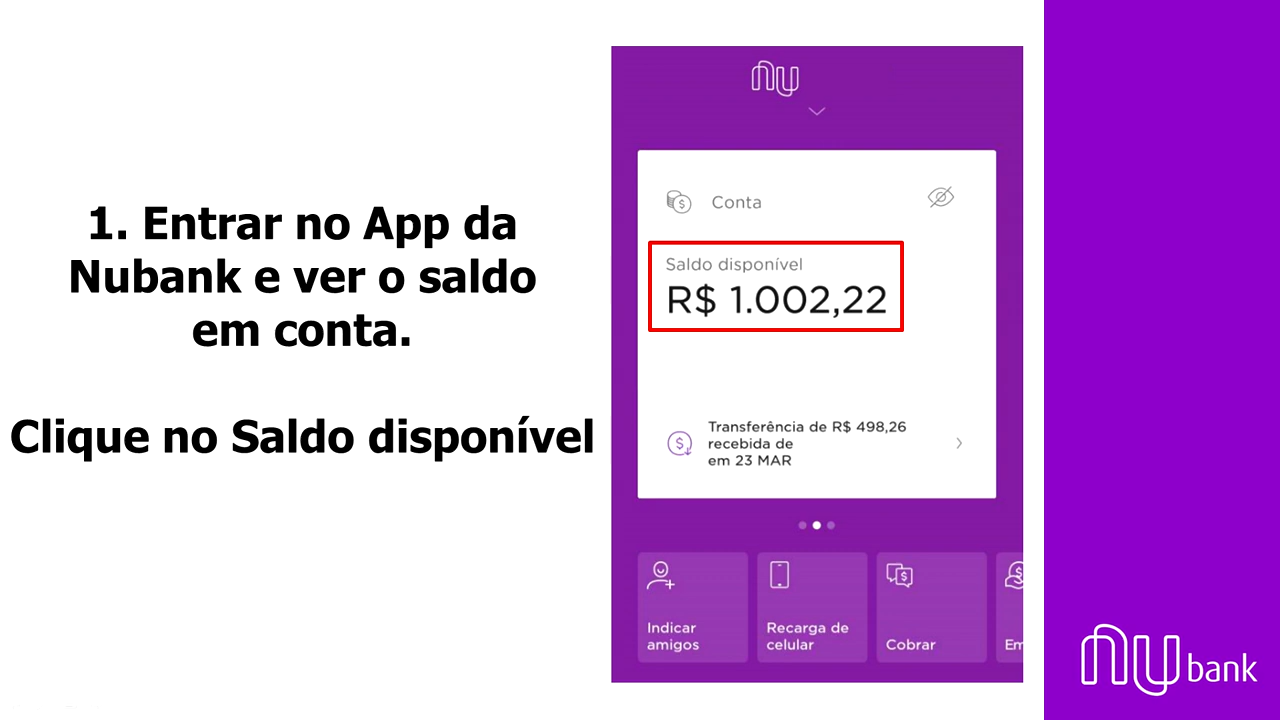 1. Entrar no App da
Nubank e ver o saldo
em conta.
Clique no Saldo disponível
nu
Conta
Saldo disponível
R$ 1.002,22
Transferência de R$ 498,26
recebida de
em 23 MAR
Indicar
amigos
Recarga de
celular
Cobrar
Em
nu bank